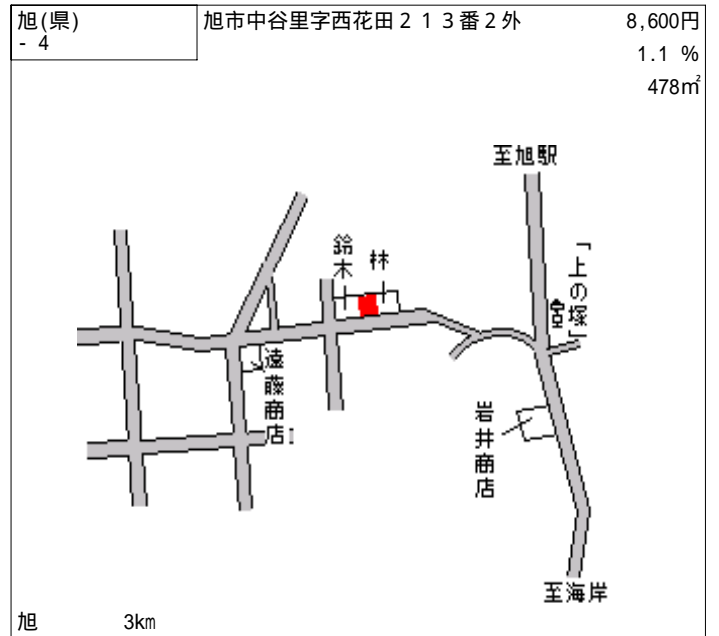 旭(県)
- 4
旭市中谷里字西花田２１３番２外
8,600円
1.1 %
478㎡
至旭駅
鈴木
林
「上の塚」
遠藤商店
岩井商店
至海岸
旭 3km